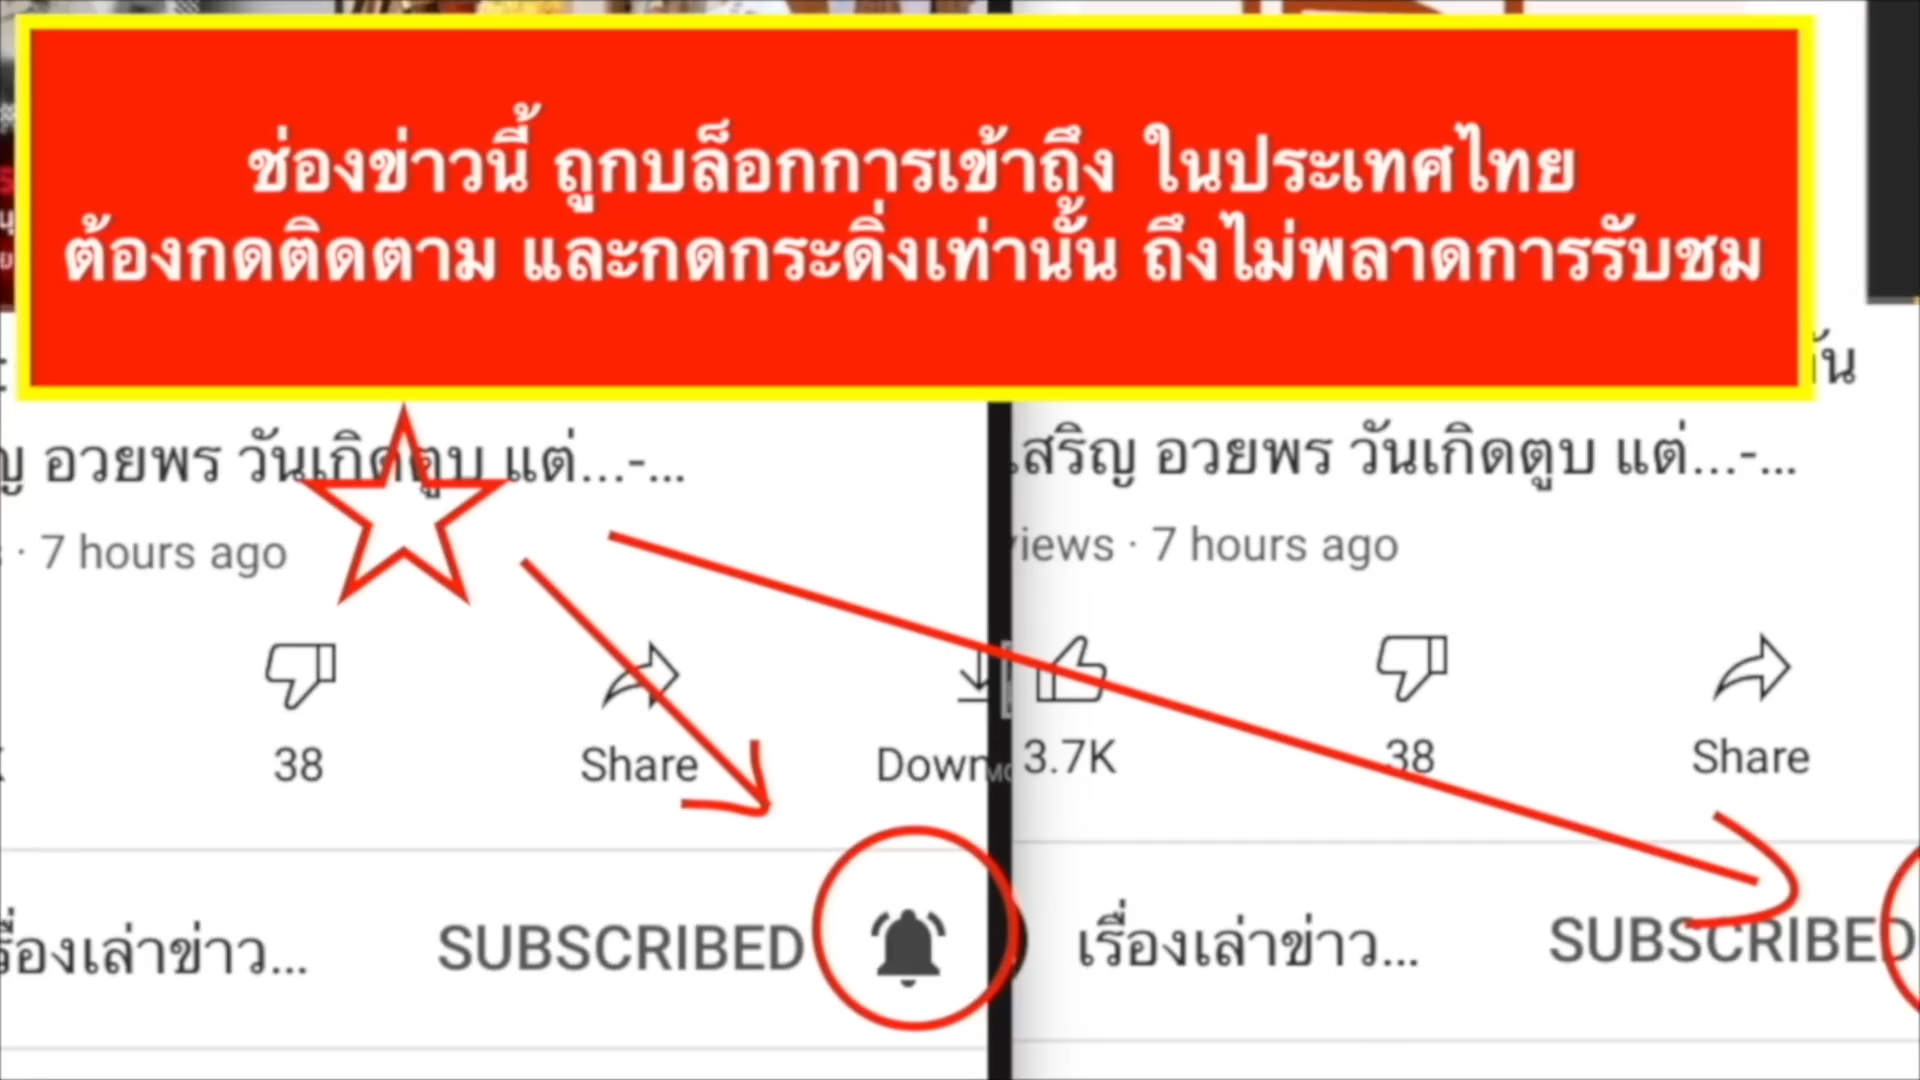 ช่องข่าวนี้ ถูกบล็อกการเข้าถึง ในประเทศไทย
ต้องกดติดตาม และกดกระดิ่งเท่านั้น ถึงไม่พลาดการรับชม
อวยพร วันเกิดตูบ แต่...-...
7 hours ago
38
Share
Down
รื่องเล่าข่าว...
SUBSCRIBED
เสริญ อวยพร วันเกิดตูบ แต่...-...
views · 7 hours ago
3.7K
38
Share
เรื่องเล่าข่าว...
SUBSCRIBED